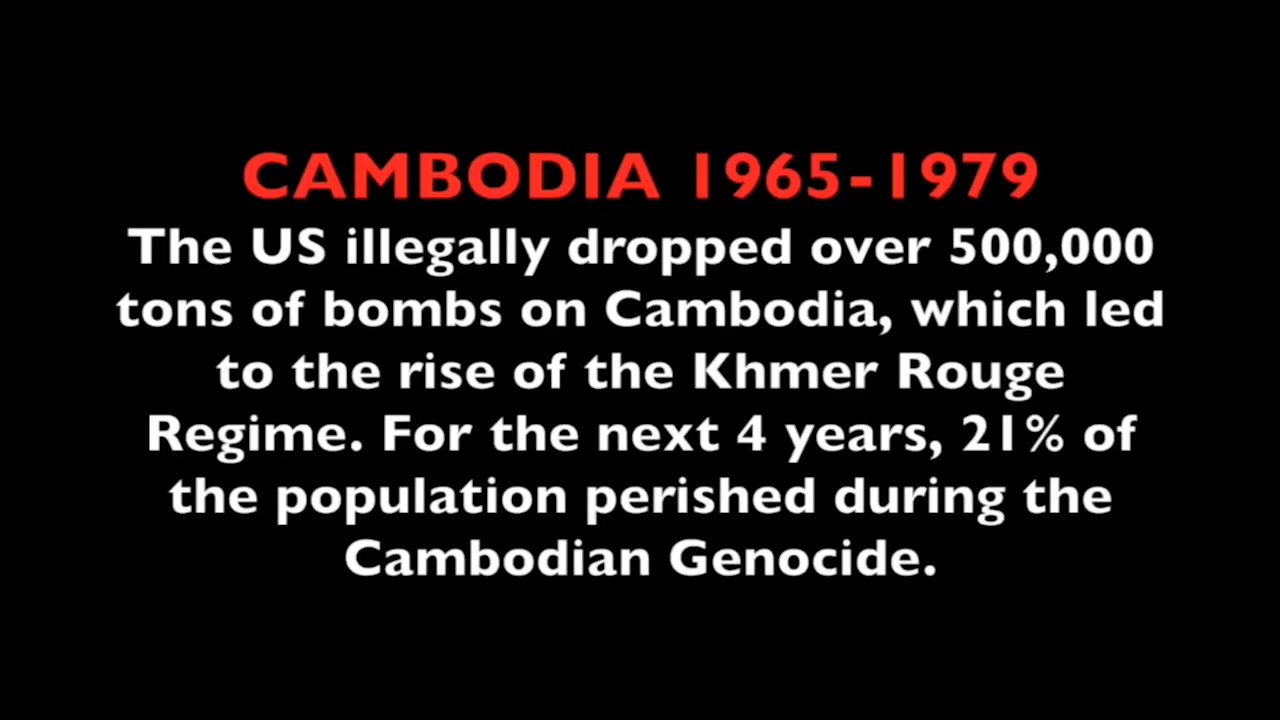 CAMBODIA 1965-1979
The US illegally dropped over 500,000
tons of bombs on Cambodia, which led
to the rise of the Khmer Rouge
Regime. For the next 4 years, 21% of
the population perished during the
Cambodian Genocide.